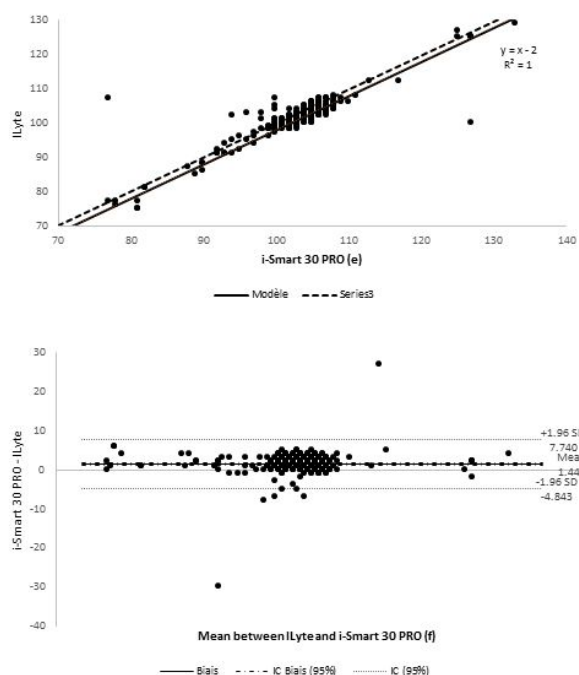 130
120
110
100
90
80
70
ILyte
y = x - 2
R² = 1
70 80 90 100 110 120 130 140
i-Smart 30 PRO (e)
Modèle Series3
30
20
10
0
-10
-20
-30
-40
i-Smart 30 PRO - ILyte
+1.96 S
7.740
Mea
1.44
-1.96 SD
-4.843
Mean between ILyte and i-Smart 30 PRO (f)
Biais IC Biais (95%) IC (95%)